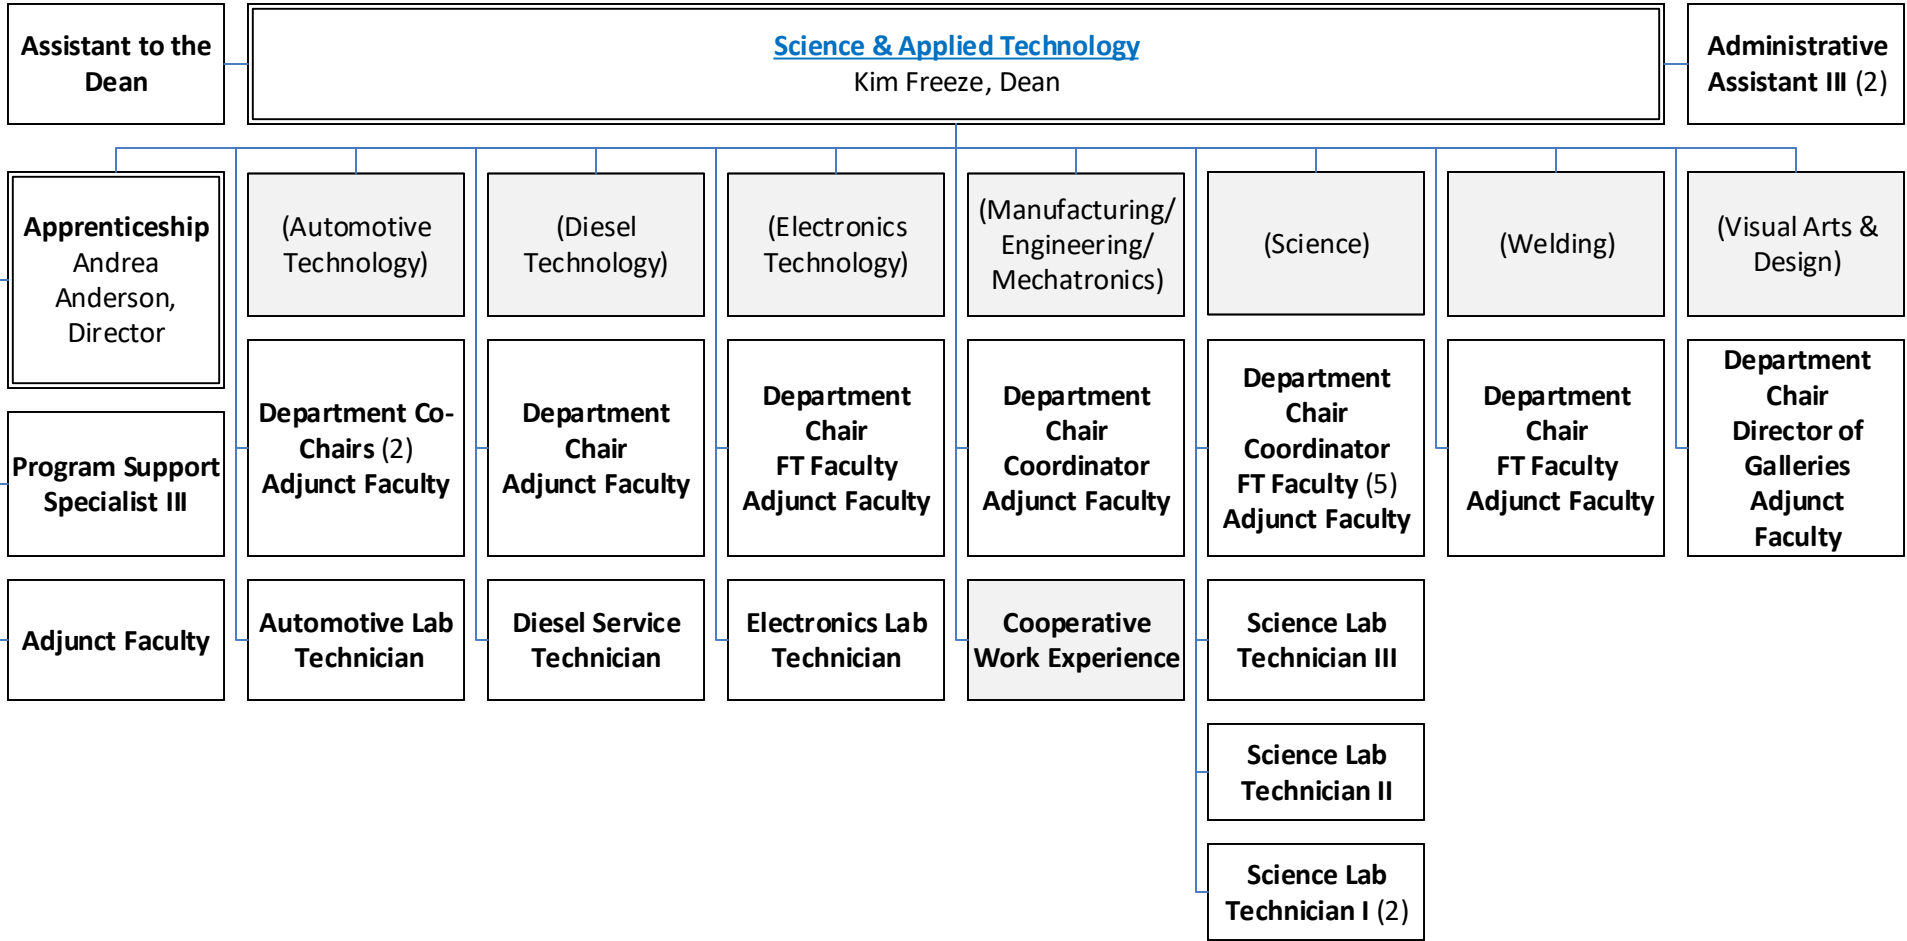 Assistant to the
Dean
Science & Applied Technology
Kim Freeze, Dean
Administrative
Assistant III (2)
Apprenticeship
Andrea
Anderson,
Director
(Automotive
Technology)
(Diesel
Technology)
(Electronics
Technology)
(Manufacturing/
Engineering/
Mechatronics)
(Science)
(Welding)
(Visual Arts &
Design)
Program Support
Specialist III
Department Co-
Chairs (2)
Adjunct Faculty
Department
Chair
Adjunct Faculty
Department
Chair
FT Faculty
Adjunct Faculty
Department
Chair
Coordinator
Adjunct Faculty
Department
Chair
Coordinator
FT Faculty (5)
Adjunct Faculty
Department
Chair
FT Faculty
Adjunct Faculty
Department
Chair
Director of
Galleries
Adjunct
Faculty
Adjunct Faculty
Automotive Lab
Technician
Diesel Service
Technician
Electronics Lab
Technician
Cooperative
Work Experience
Science Lab
Technician III
Science Lab
Technician II
Science Lab
Technician I (2)